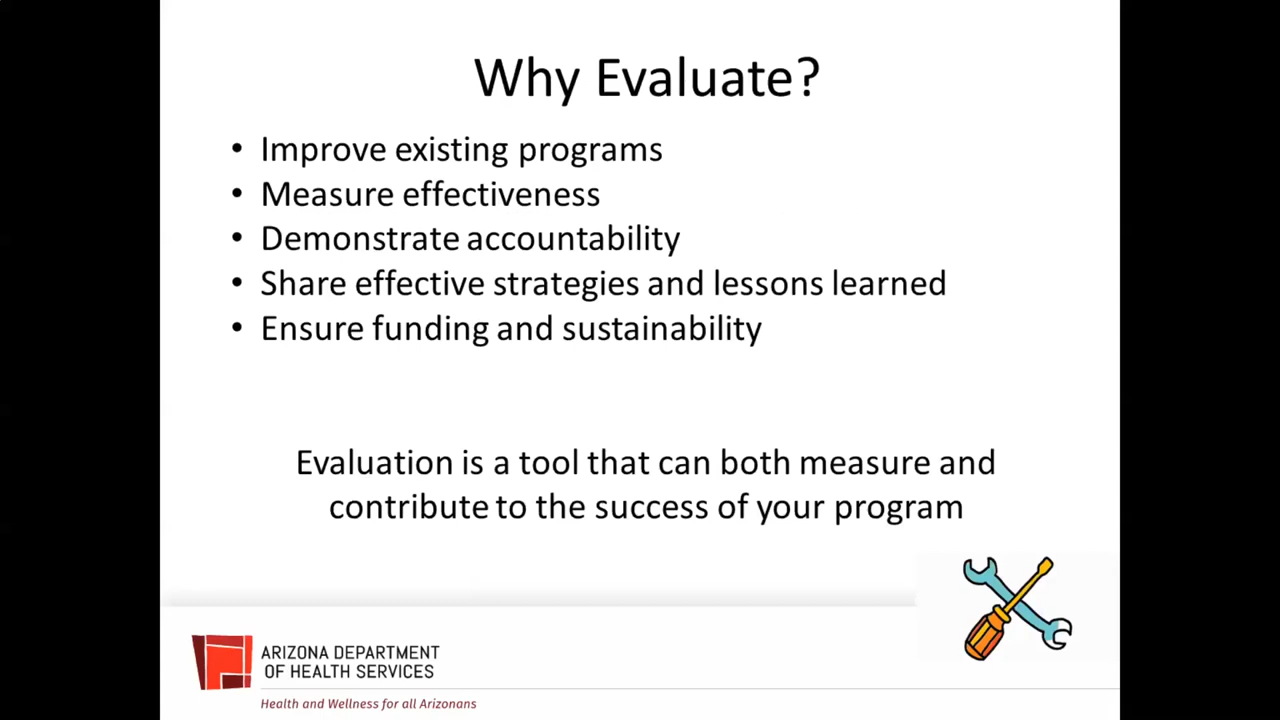 Why Evaluate?
• Improve existing programs
• Measure effectiveness
• Demonstrate accountability
• Share effective strategies and lessons learned
• Ensure funding and sustainability
Evaluation is a tool that can both measure and
contribute to the success of your program
ARIZONA DEPARTMENT
OF HEALTH SERVICES
Health and Wellness for all Arizonans